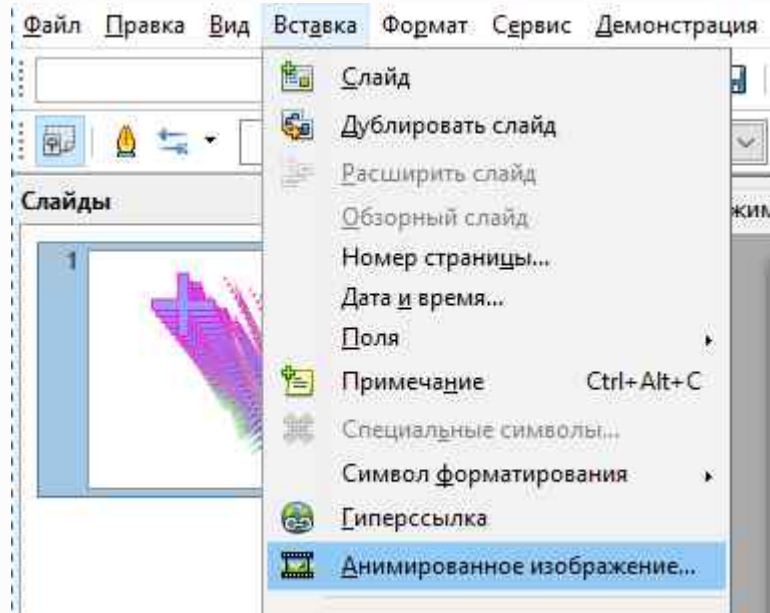 Файл Правка Вид Вставка Формат Сервис Демонстрация
Слайд
Дублировать слайд
Расширить слайд
Слайды
Обзорный слайд
Номер страницы...
1
Дата и время...
Поля
Примечание Ctrl+Alt+C
Специальные символы...
Символ форматирования
Гиперссылка
Анимированное изображение...